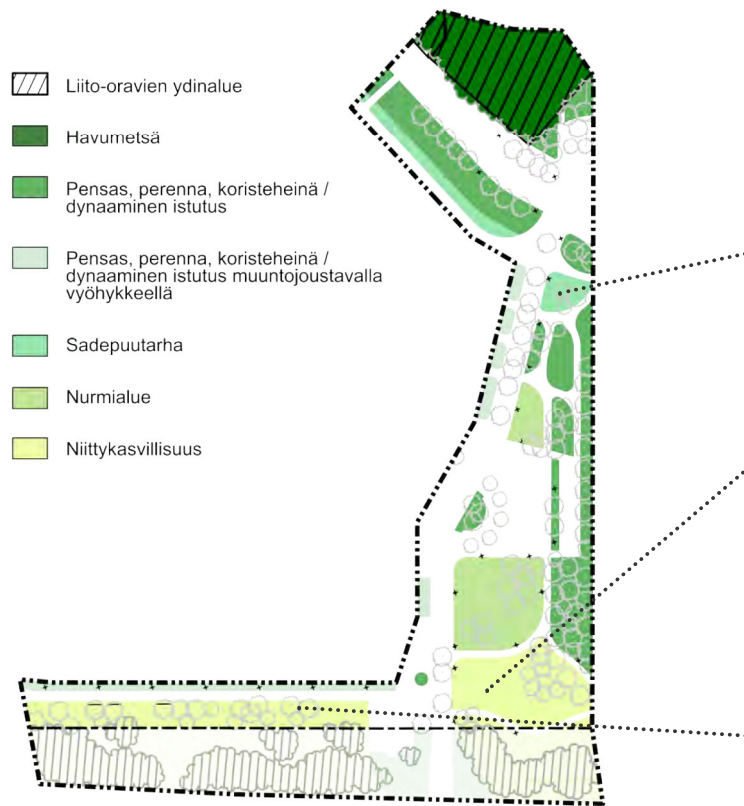 Liito-oravien ydinalue
Havumetsä
Pensas, perenna, koristeheinä /
dynaaminen istutus
Pensas, perenna, koristeheinä /
dynaaminen istutus muuntojoustavalla
vyöhykkeellä
Sadepuutarha
Nurmialue
Niittykasvillisuus